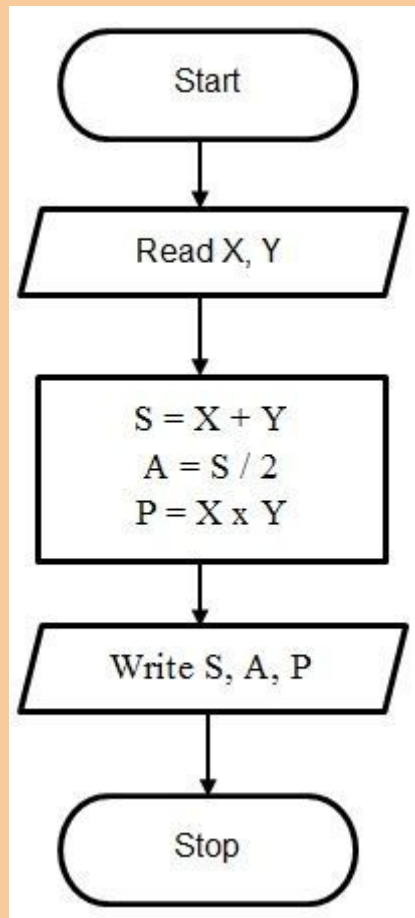 Start
Read X, Y
S = X + Y
A = S / 2
P = X x Y
Write S, A, P
Stop